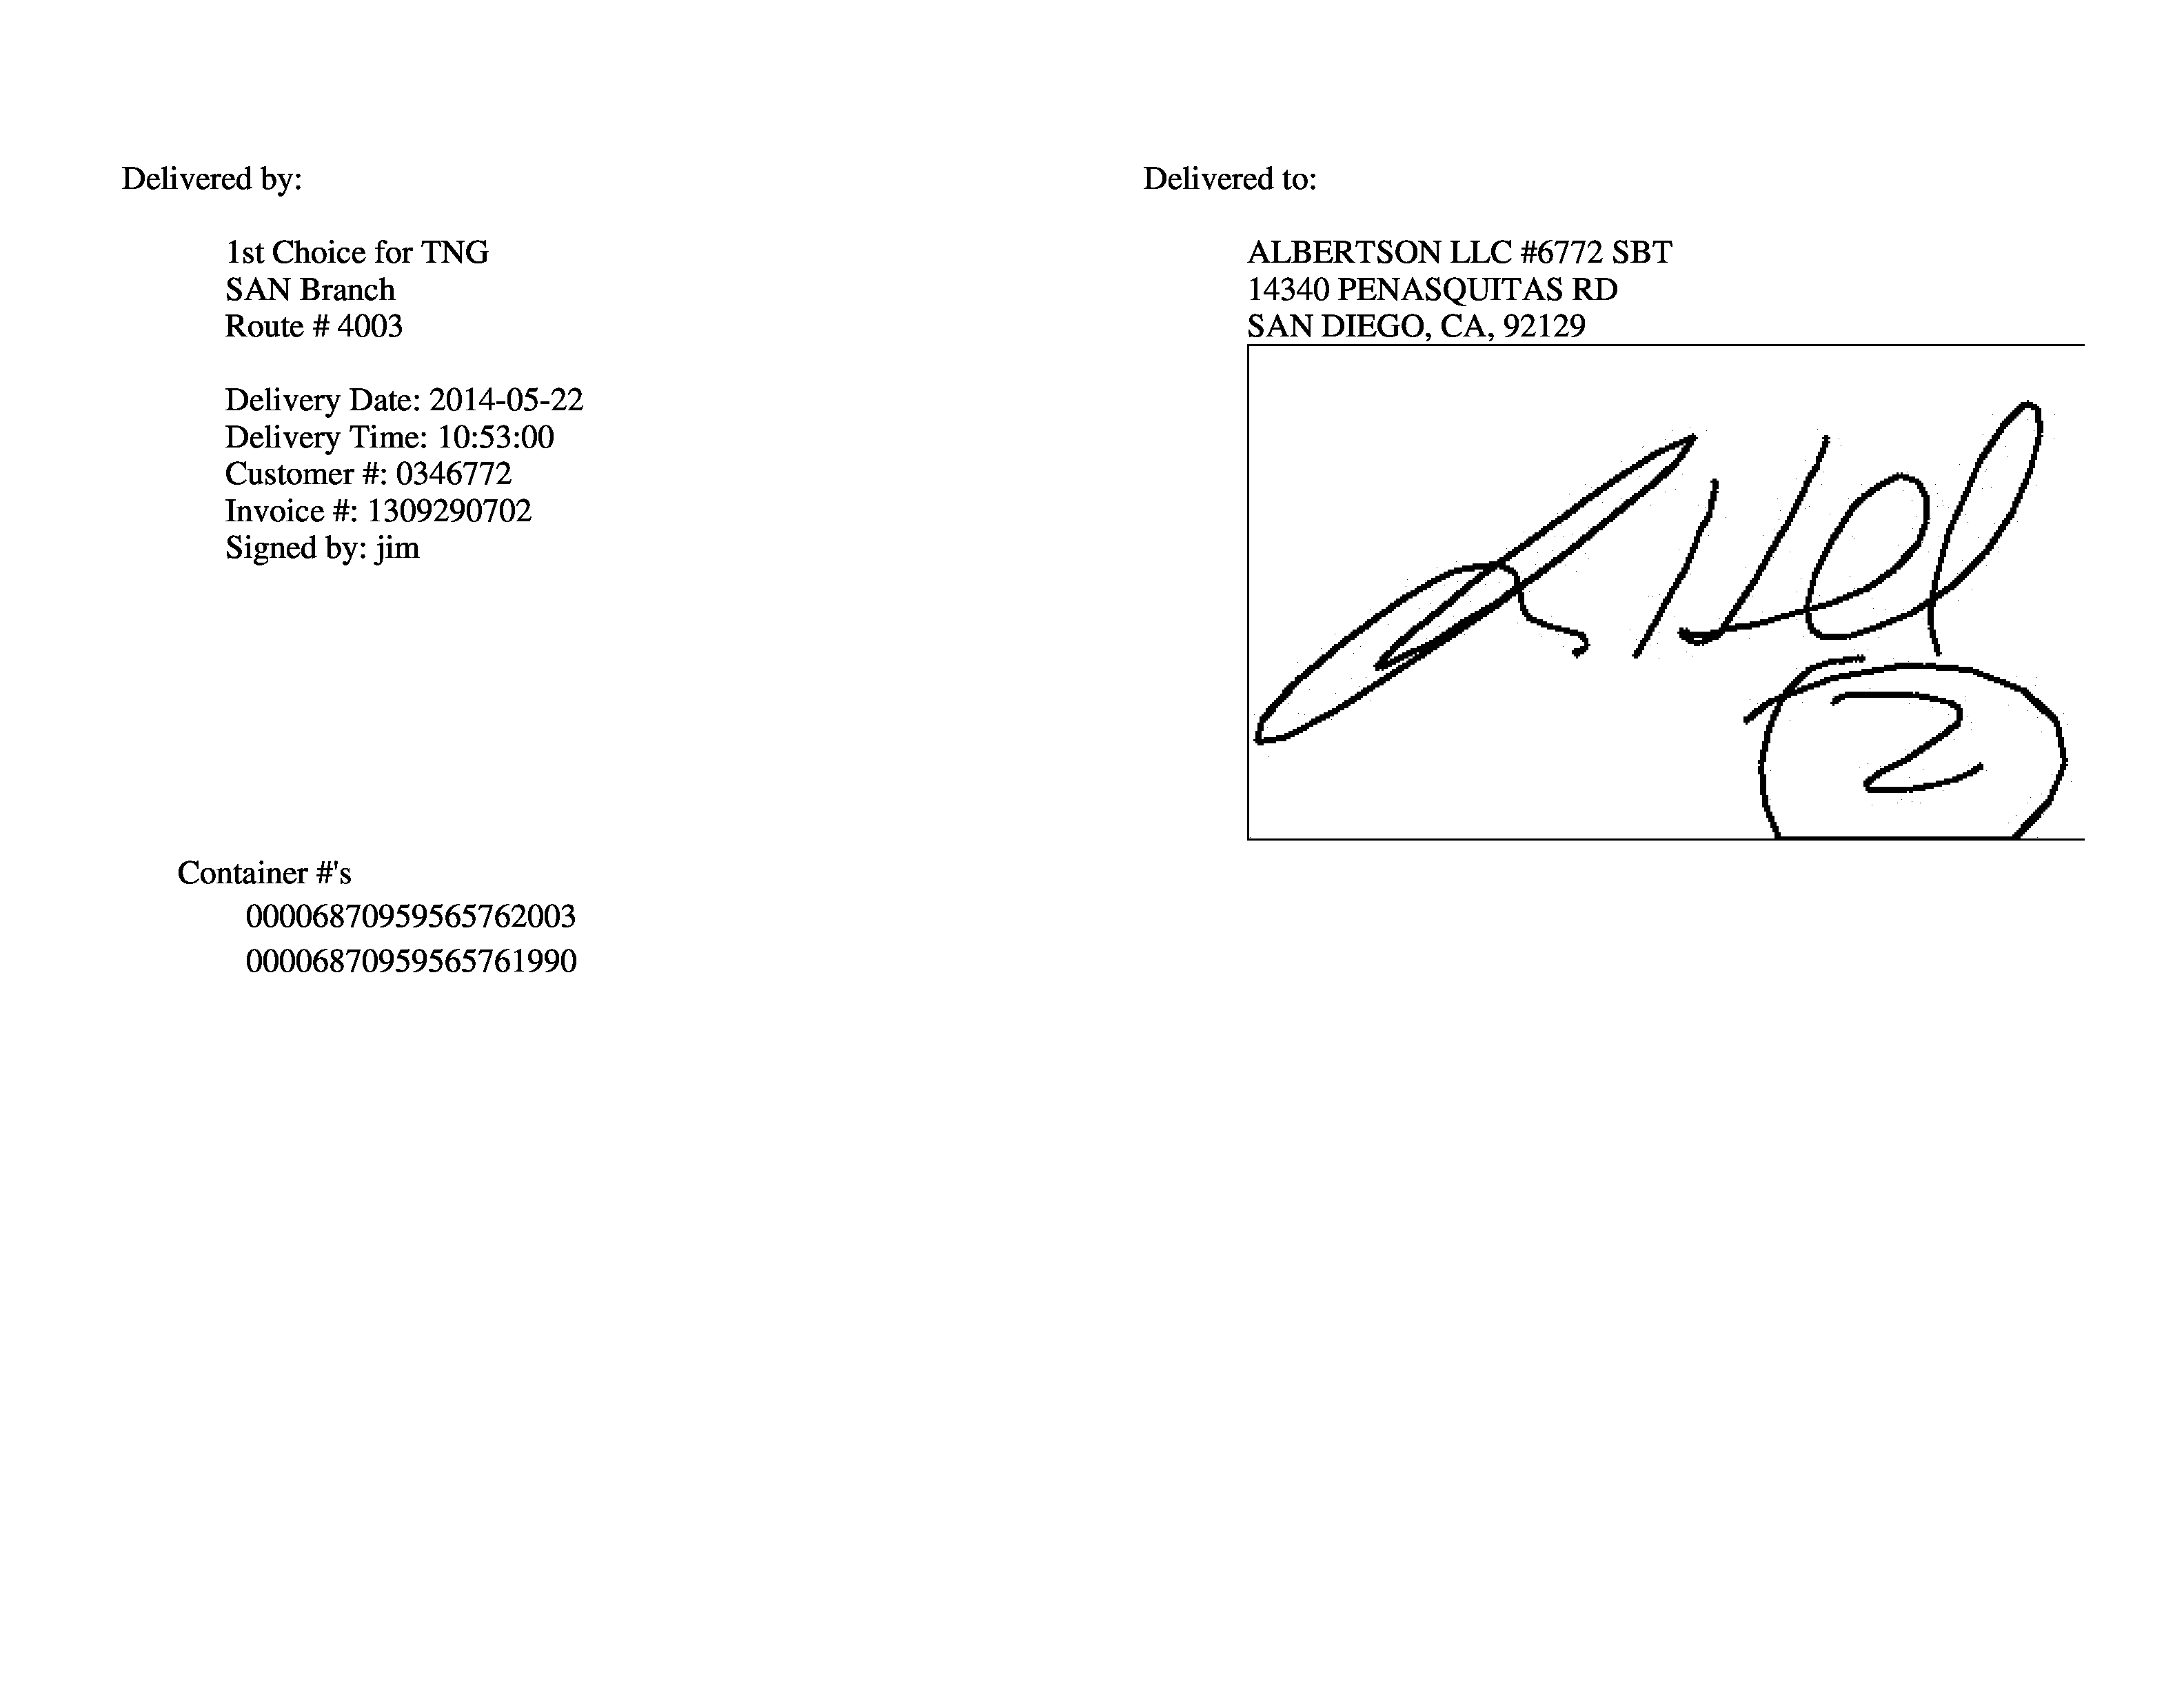 Delivered by:
1st Choice for TNG
SAN Branch
Route # 4003
Delivery Date: 2014-05-22
Delivery Time: 10:53:00
Customer #: 0346772
Invoice #: 1309290702
Signed by: jim
Delivered to:
ALBERTSON LLC #6772 SBT
14340 PENASQUITAS RD
SAN DIEGO, CA, 92129
2
Container #'s
00006870959565762003
00006870959565761990